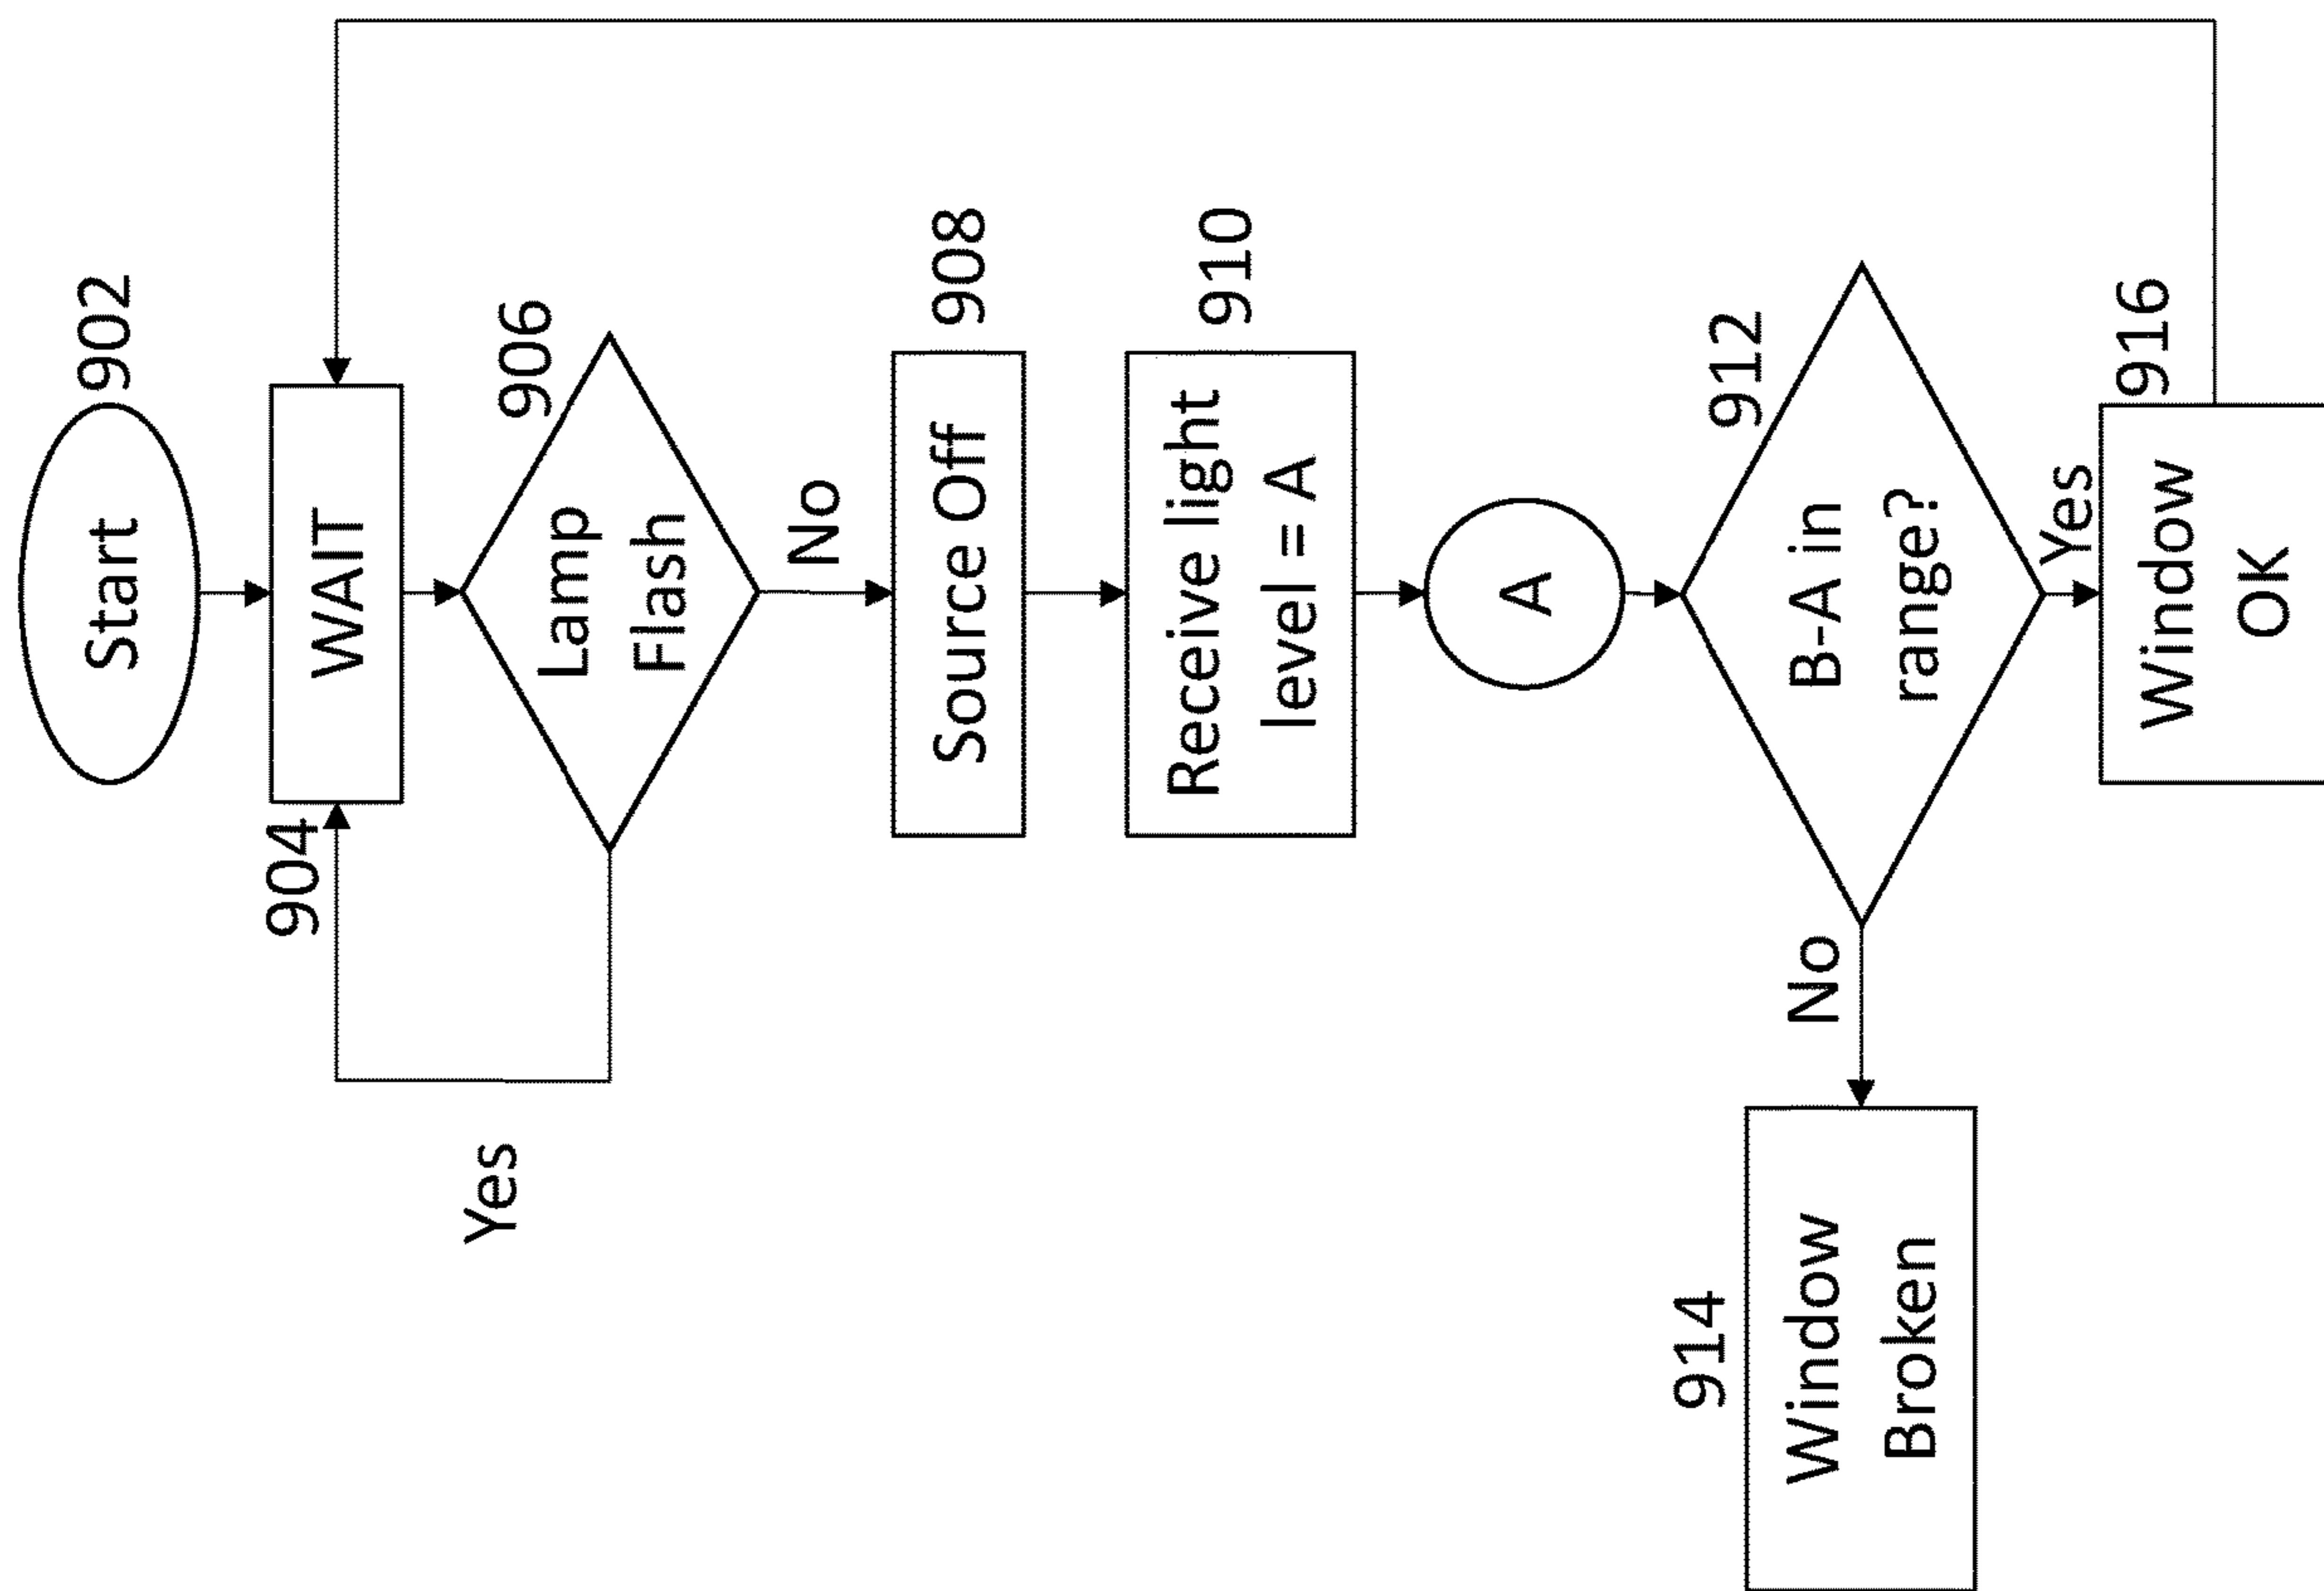 Start
902
WAIT
904
Lamp
Flash
906
Yes
No
Source Off
908
Receive light
level = A
910
A
B-A in
range?
912
No
Yes
914
Window
Broken
Window
OK
916